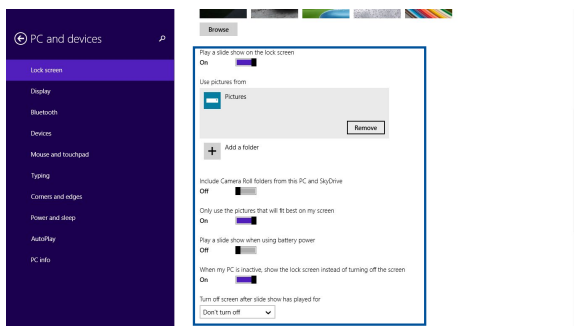 PC and devices
Lock screen
Display
Bluetooth
Devices
Mouse and touchpad
Typing
Corners and edges
Power and sleep
AutoPlay
PC info
Browse
Play a slide show on the lock screen
On
Use pictures from
Pictures
Remove
Add a folder
Include Camera Roll folders from this PC and SkyDrive
Off
Only use the pictures that will fit best on my screen
On
Play a slide show when using battery power
Off
When my PC is inactive, show the lock screen instead of turning off the screen
On
Turn off screen after slide show has played for
Don't turn off